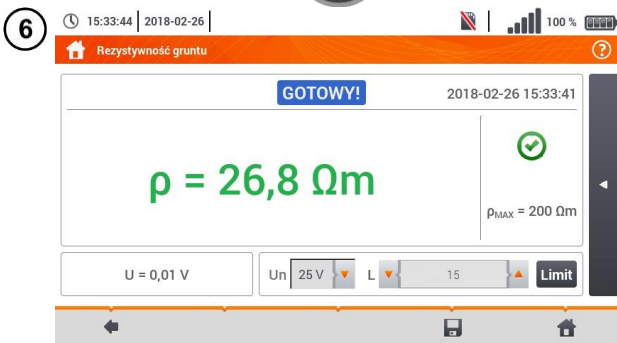 6
15:33:44 2018-02-26 100 %
Rezystywność gruntu ?
GOTOWY! 2018-02-26 15:33:41
ρ = 26,8 Ωm
ρMAX = 200 Ωm
U = 0,01 V Un 25 V L 15 Limit